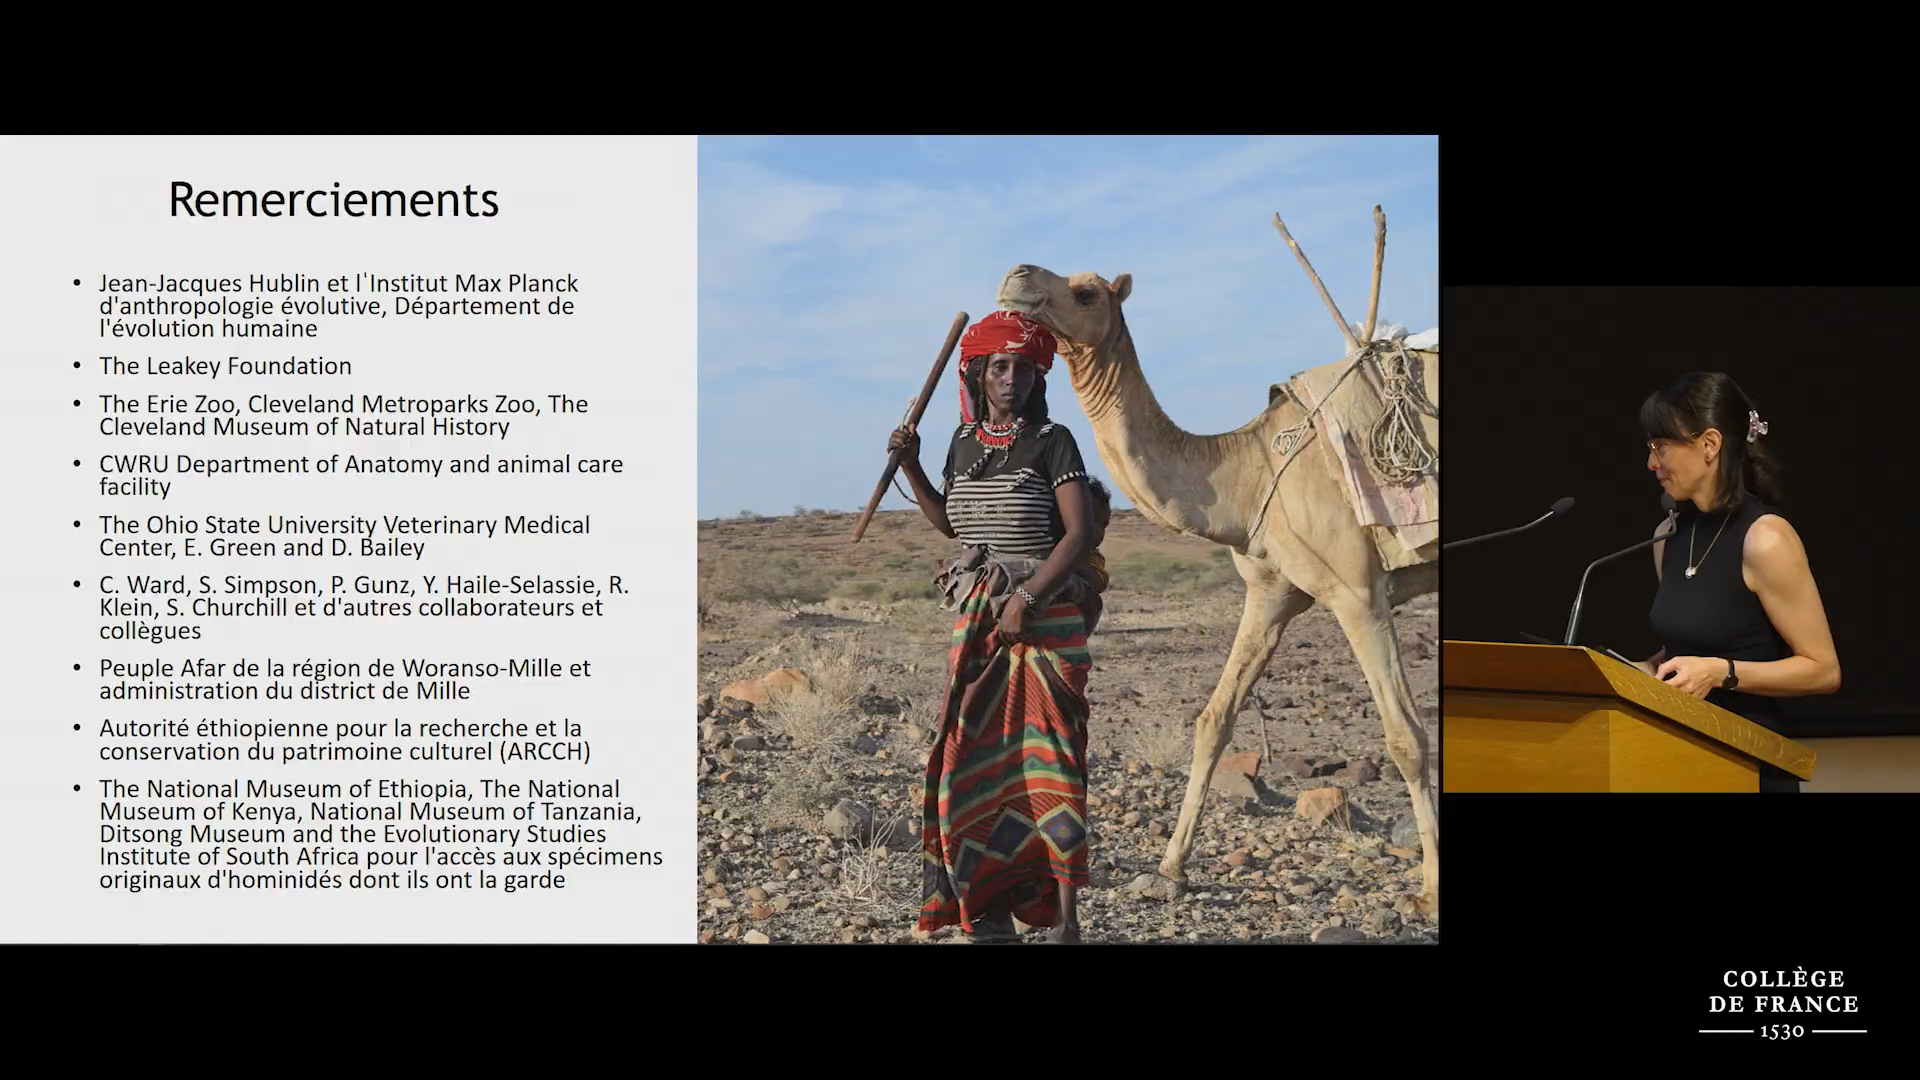 Remerciements
• Jean-Jacques Hublin et l'Institut Max Planck
d'anthropologie évolutive, Département de
l'évolution humaine
• The Leakey Foundation
• The Erie Zoo, Cleveland Metroparks Zoo, The
Cleveland Museum of Natural History
• CWRU Department of Anatomy and animal care
facility
• The Ohio State University Veterinary Medical
Center, E. Green and D. Bailey
• C. Ward, S. Simpson, P. Gunz, Y. Haile-Selassie, R.
Klein, S. Churchill et d'autres collaborateurs et
collègues
• Peuple Afar de la région de Woranso-Mille et
administration du district de Mille
• Autorité éthiopienne pour la recherche et la
conservation du patrimoine culturel (ARCCH)
• The National Museum of Ethiopia, The National
Museum of Kenya, National Museum of Tanzania,
Ditsong Museum and the Evolutionary Studies
Institute of South Africa pour l'accès aux spécimens
originaux d'hominidés dont ils ont la garde
COLLÈGE
DE FRANCE
1530